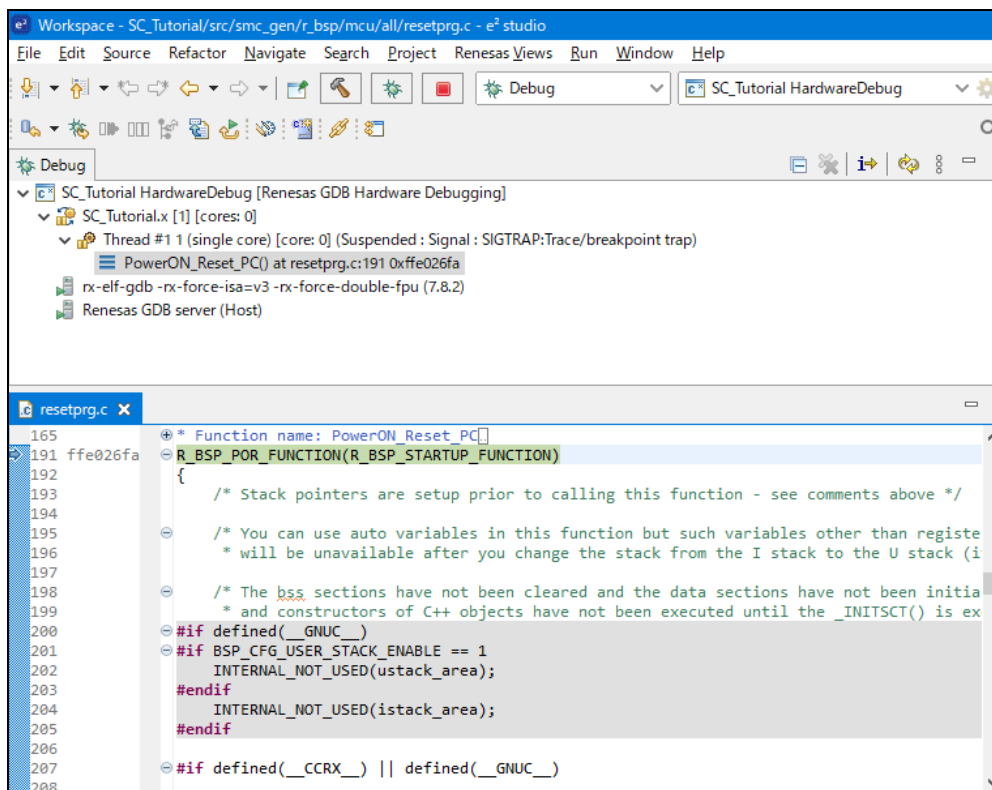 Workspace - SC_Tutorial/src/smc_gen/r_bsp/mcu/all/resetprg.c - e² studio
File Edit Source Refactor Navigate Search Project Renesas Views Run Window Help
Debug SC_Tutorial HardwareDebug
Debug
SC_Tutorial HardwareDebug [Renesas GDB Hardware Debugging]
SC_Tutorial.x [1] [cores: 0]
Thread #1 1 (single core) [core: 0] (Suspended : Signal : SIGTRAP:Trace/breakpoint trap)
PowerON_Reset_PC() at resetprg.c:191 0xffe026fa
rx-elf-gdb -rx-force-isa=v3 -rx-force-double-fpu (7.8.2)
Renesas GDB server (Host)
resetprg.c
165 * Function name: PowerON_Reset_PC..
191 ffe026fa R_BSP_POR_FUNCTION(R_BSP_STARTUP_FUNCTION)
192 {
193 /* Stack pointers are setup prior to calling this function - see comments above */
194
195 /* You can use auto variables in this function but such variables other than registe
196 * will be unavailable after you change the stack from the I stack to the U stack (i
197
198 /* The bss sections have not been cleared and the data sections have not been initia
199 * and constructors of C++ objects have not been executed until the _INITSCT() is ex
200 #if defined(__GNUC__)
201 #if BSP_CFG_USER_STACK_ENABLE == 1
202 INTERNAL_NOT_USED(ustack_area);
203 #endif
204 INTERNAL_NOT_USED(istack_area);
205 #endif
206
207 #if defined(__CCRX__) || defined(__GNUC__)
208